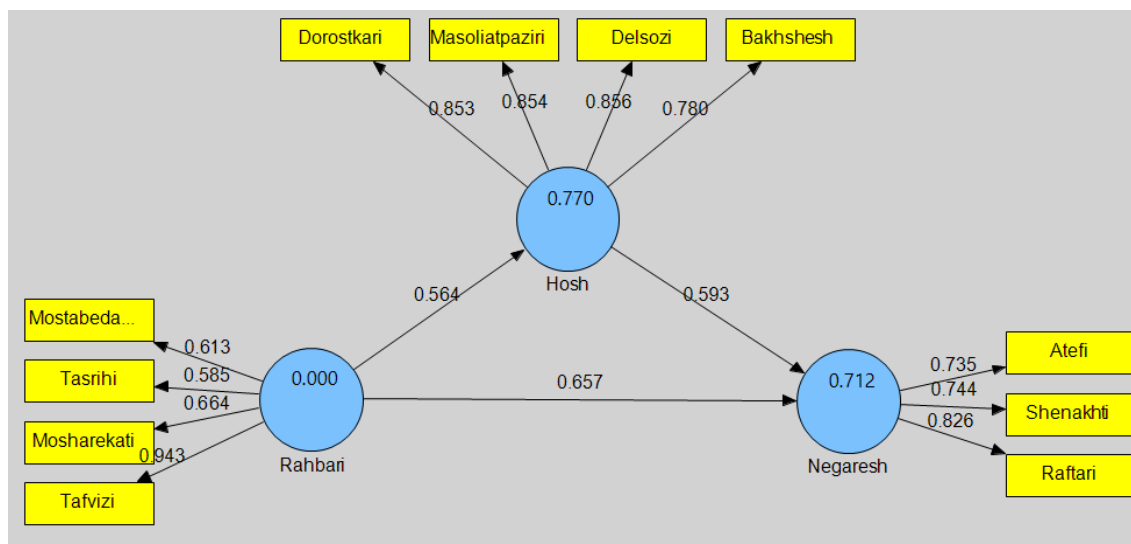 Dorostkari
Masoliatpaziri
Delsozi
Bakhshesh
0.853
0.854
0.856
0.780
0.770
Hosh
0.564
0.593
Mostabeda...
Tasrihi
Mosharekati
Tafvizi
0.613
0.585
0.664
0.943
0.000
Rahbari
0.657
0.712
Negaresh
0.735
0.744
0.826
Atefi
Shenakhti
Raftari